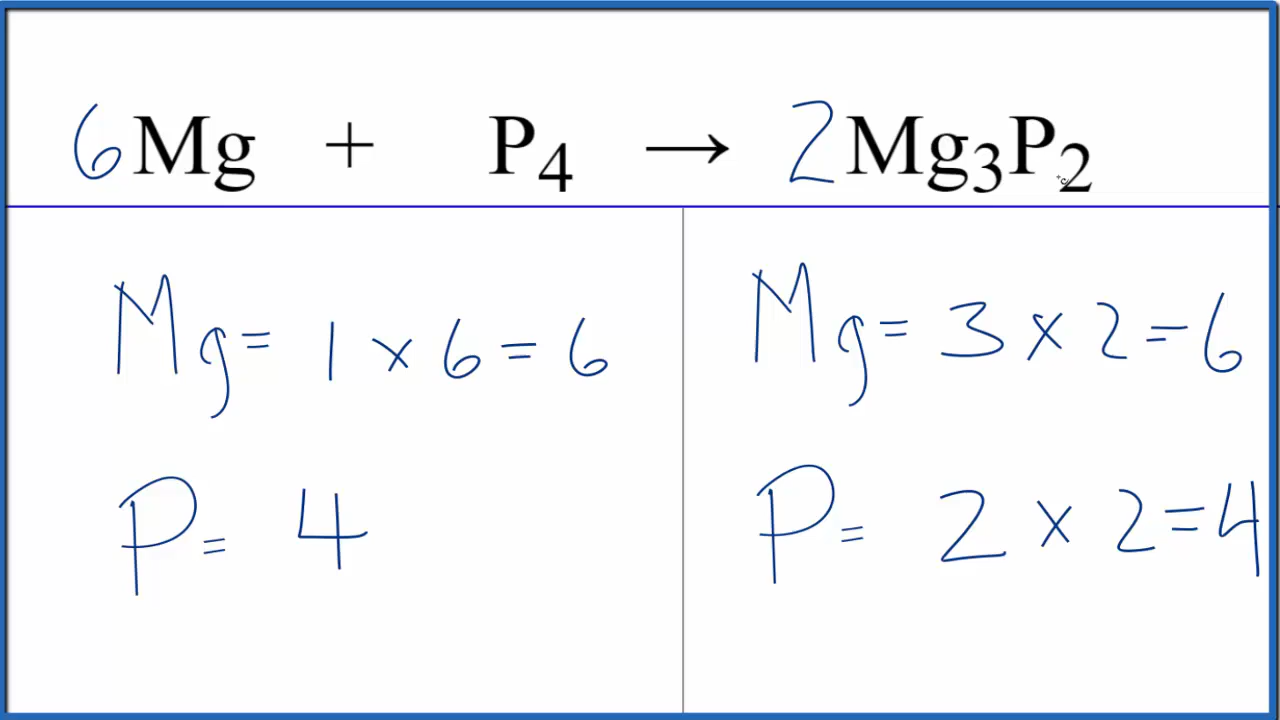 6Mg + P₄ → 2Mg₃P₂
Mg = 1 x 6 = 6
P = 4
Mg = 3 x 2 = 6
P = 2 x 2 = 4